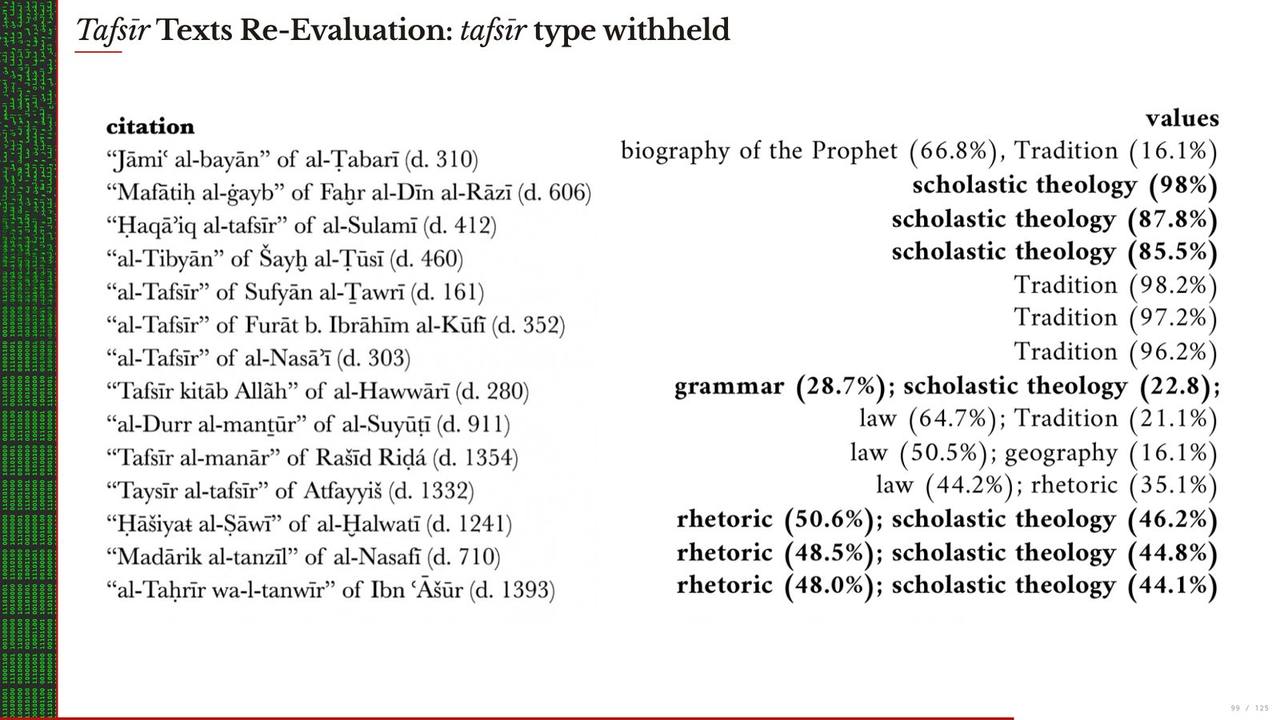 Tafsīr Texts Re-Evaluation: tafsīr type withheld
citation values
“Jāmiʿ al-bayān” of al-Ṭabarī (d. 310) biography of the Prophet (66.8%), Tradition (16.1%)
“Mafātiḥ al-ġayb” of Faḫr al-Dīn al-Rāzī (d. 606) scholastic theology (98%)
“Ḥaqāʾiq al-tafsīr” of al-Sulamī (d. 412) scholastic theology (87.8%)
“al-Tibyān” of Šayḫ al-Ṭūsī (d. 460) scholastic theology (85.5%)
“al-Tafsīr” of Sufyān al-Ṯawrī (d. 161) Tradition (98.2%)
“al-Tafsīr” of Furāt b. Ibrāhīm al-Kūfī (d. 352) Tradition (97.2%)
“al-Tafsīr” of al-Nasāʾī (d. 303) Tradition (96.2%)
“Tafsīr kitāb Allãh” of al-Hawwārī (d. 280) grammar (28.7%); scholastic theology (22.8);
“al-Durr al-manṯūr” of al-Suyūṭī (d. 911) law (64.7%); Tradition (21.1%)
“Tafsīr al-manār” of Rašīd Riḍá (d. 1354) law (50.5%); geography (16.1%)
“Taysīr al-tafsīr” of Atfayyiš (d. 1332) law (44.2%); rhetoric (35.1%)
“Ḥāšiyaŧ al-Ṣāwī” of al-Ḫalwatī (d. 1241) rhetoric (50.6%); scholastic theology (46.2%)
“Madārik al-tanzīl” of al-Nasafī (d. 710) rhetoric (48.5%); scholastic theology (44.8%)
“al-Taḥrīr wa-l-tanwīr” of Ibn ʿĀšūr (d. 1393) rhetoric (48.0%); scholastic theology (44.1%)
99 / 125